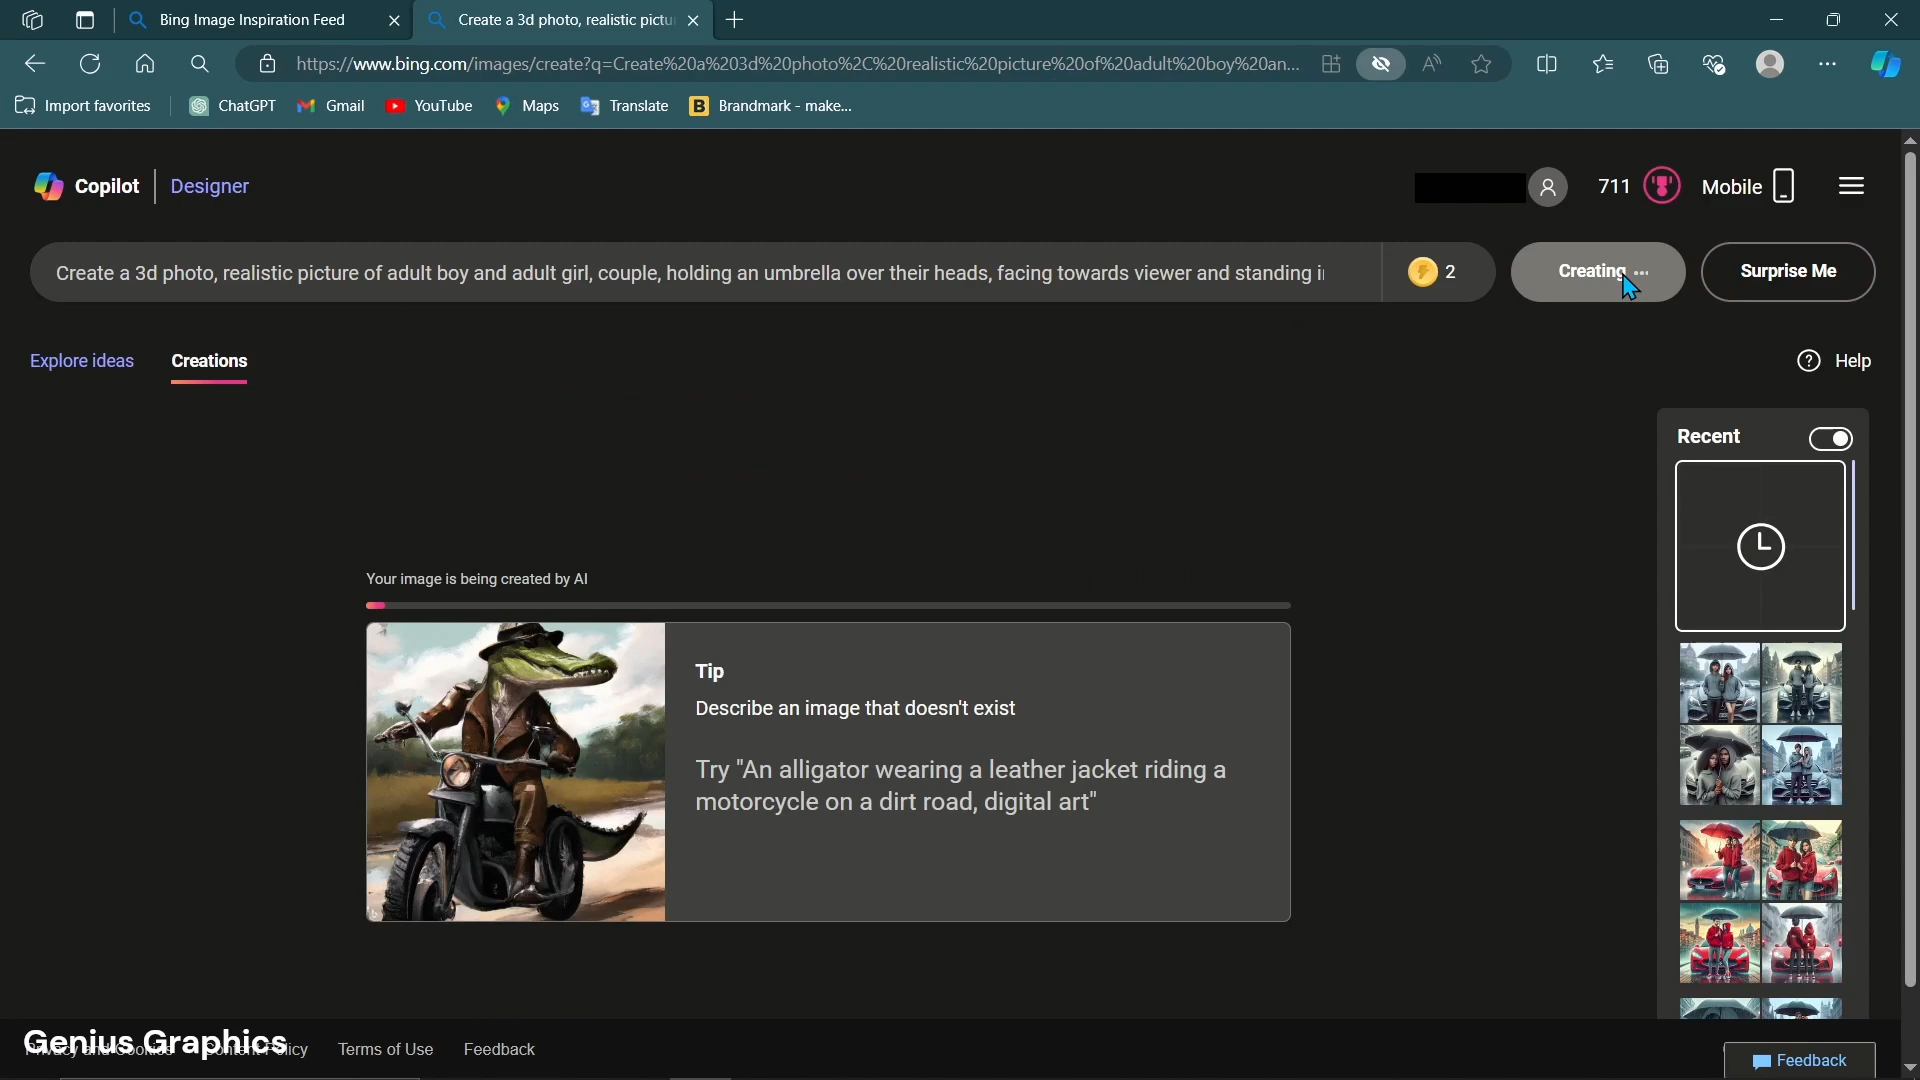 Bing Image Inspiration Feed
Create a 3d photo, realistic pictu
https://www.bing.com/images/create?q=Create%20a%203d%20photo%2C%20realistic%20picture%20of%20adult%20boy%20an...
Import favorites
ChatGPT
Gmail
YouTube
Maps
Translate
B Brandmark - make...
Copilot
Designer
711
Mobile
Create a 3d photo, realistic picture of adult boy and adult girl, couple, holding an umbrella over their heads, facing towards viewer and standing i
2
Creating ...
Surprise Me
Explore ideas
Creations
Help
Recent
Your image is being created by AI
Tip
Describe an image that doesn't exist
Try "An alligator wearing a leather jacket riding a
motorcycle on a dirt road, digital art"
Genius Graphics
Privacy and Cookies
Content Policy
Terms of Use
Feedback
Feedback